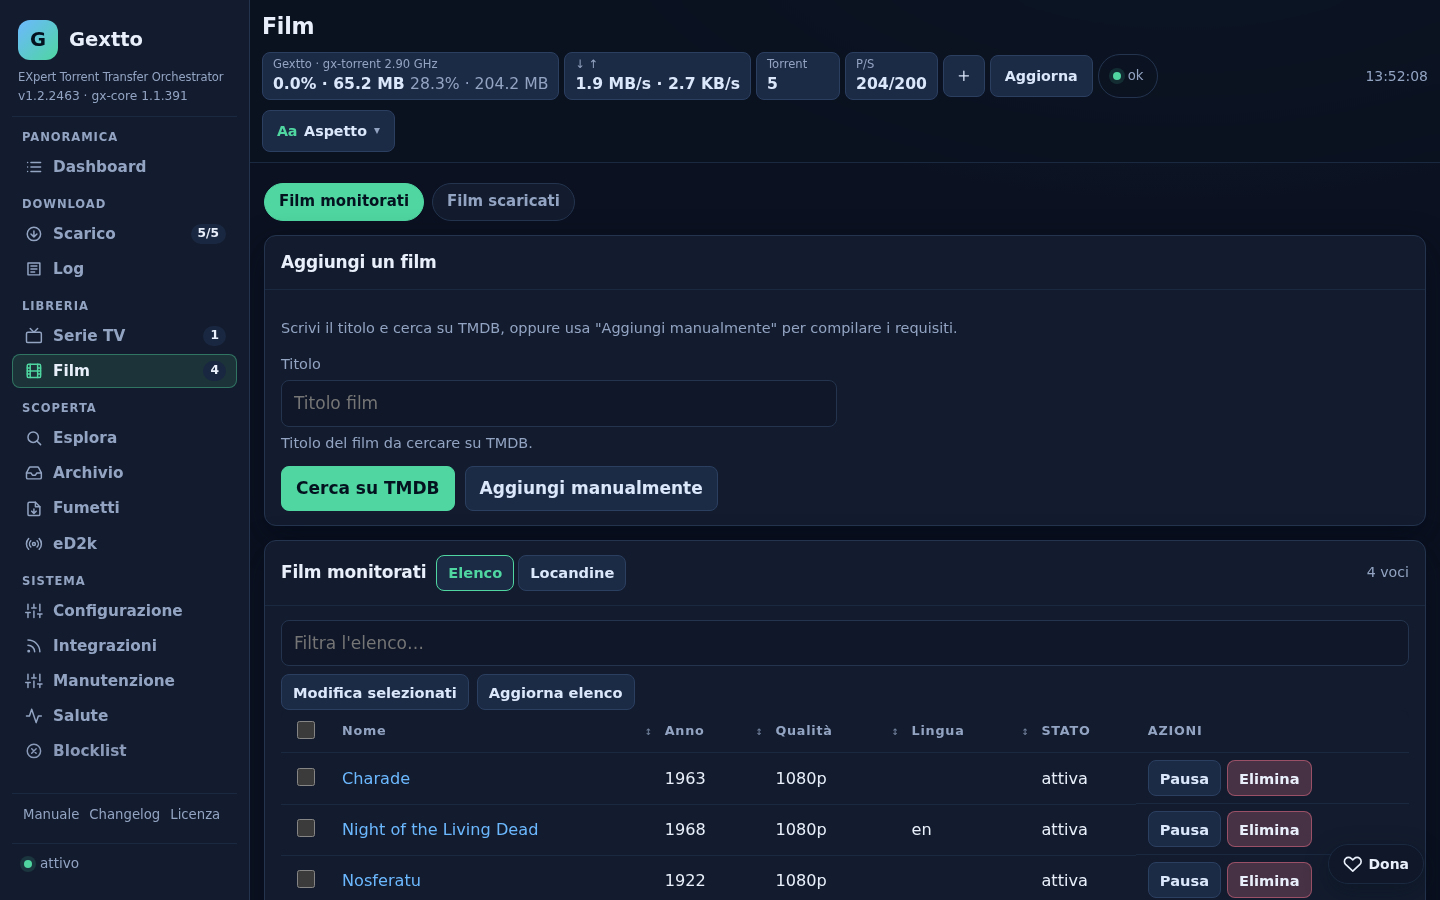 G Gextto
EXpert Torrent Transfer Orchestrator
v1.2.2463 · gx-core 1.1.391
PANORAMICA
Dashboard
DOWNLOAD
Scarico 5/5
Log
LIBRERIA
Serie TV 1
Film 4
SCOPERTA
Esplora
Archivio
Fumetti
eD2k
SISTEMA
Configurazione
Integrazioni
Manutenzione
Salute
Blocklist
Manuale Changelog Licenza
attivo
Film
Gextto · gx-torrent 2.90 GHz
0.0% · 65.2 MB 28.3% · 204.2 MB
↓ ↑
1.9 MB/s · 2.7 KB/s
Torrent
5
P/S
204/200
+
Aggiorna
ok
13:52:08
Aa Aspetto ▾
Film monitorati Film scaricati
Aggiungi un film
Scrivi il titolo e cerca su TMDB, oppure usa "Aggiungi manualmente" per compilare i requisiti.
Titolo
Titolo film
Titolo del film da cercare su TMDB.
Cerca su TMDB Aggiungi manualmente
Film monitorati Elenco Locandine 4 voci
Filtra l'elenco…
Modifica selezionati Aggiorna elenco
Nome ↕ Anno ↕ Qualità ↕ Lingua ↕ STATO AZIONI
Charade 1963 1080p attiva Pausa Elimina
Night of the Living Dead 1968 1080p en attiva Pausa Elimina
Nosferatu 1922 1080p attiva Pausa Elimina
Dona